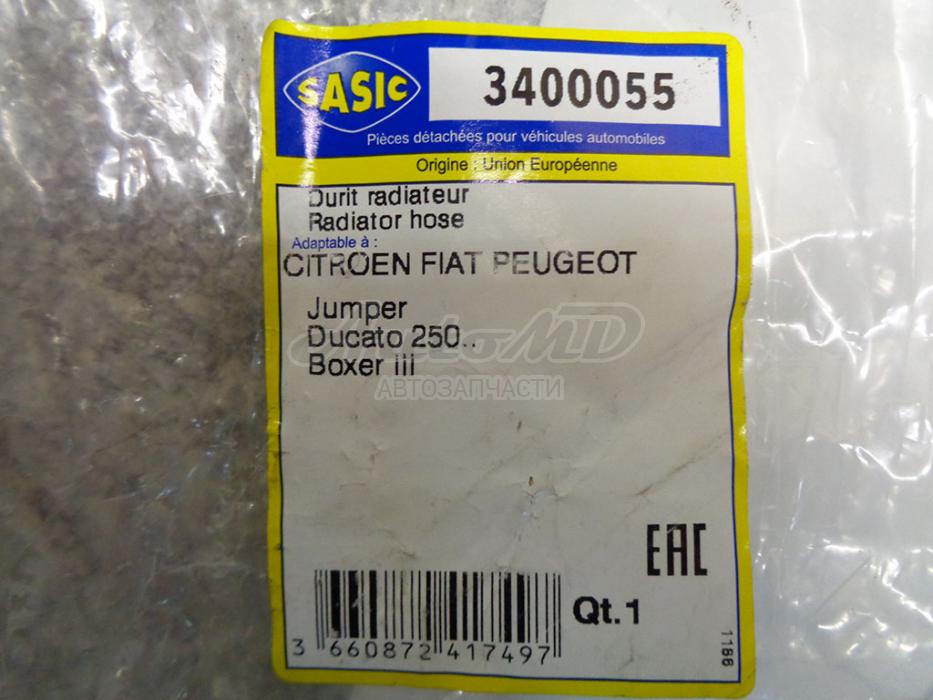 SASIC
3400055
Pièces détachées pour véhicules automobiles
Origine : Union Européenne
Durit radiateur
Radiator hose
Adaptable à :
CITROEN FIAT PEUGEOT
Jumper
Ducato 250..
Boxer III
AutoMD
АВТОЗАПЧАСТИ
EAC
Qt.1
3 660872 417497
1188